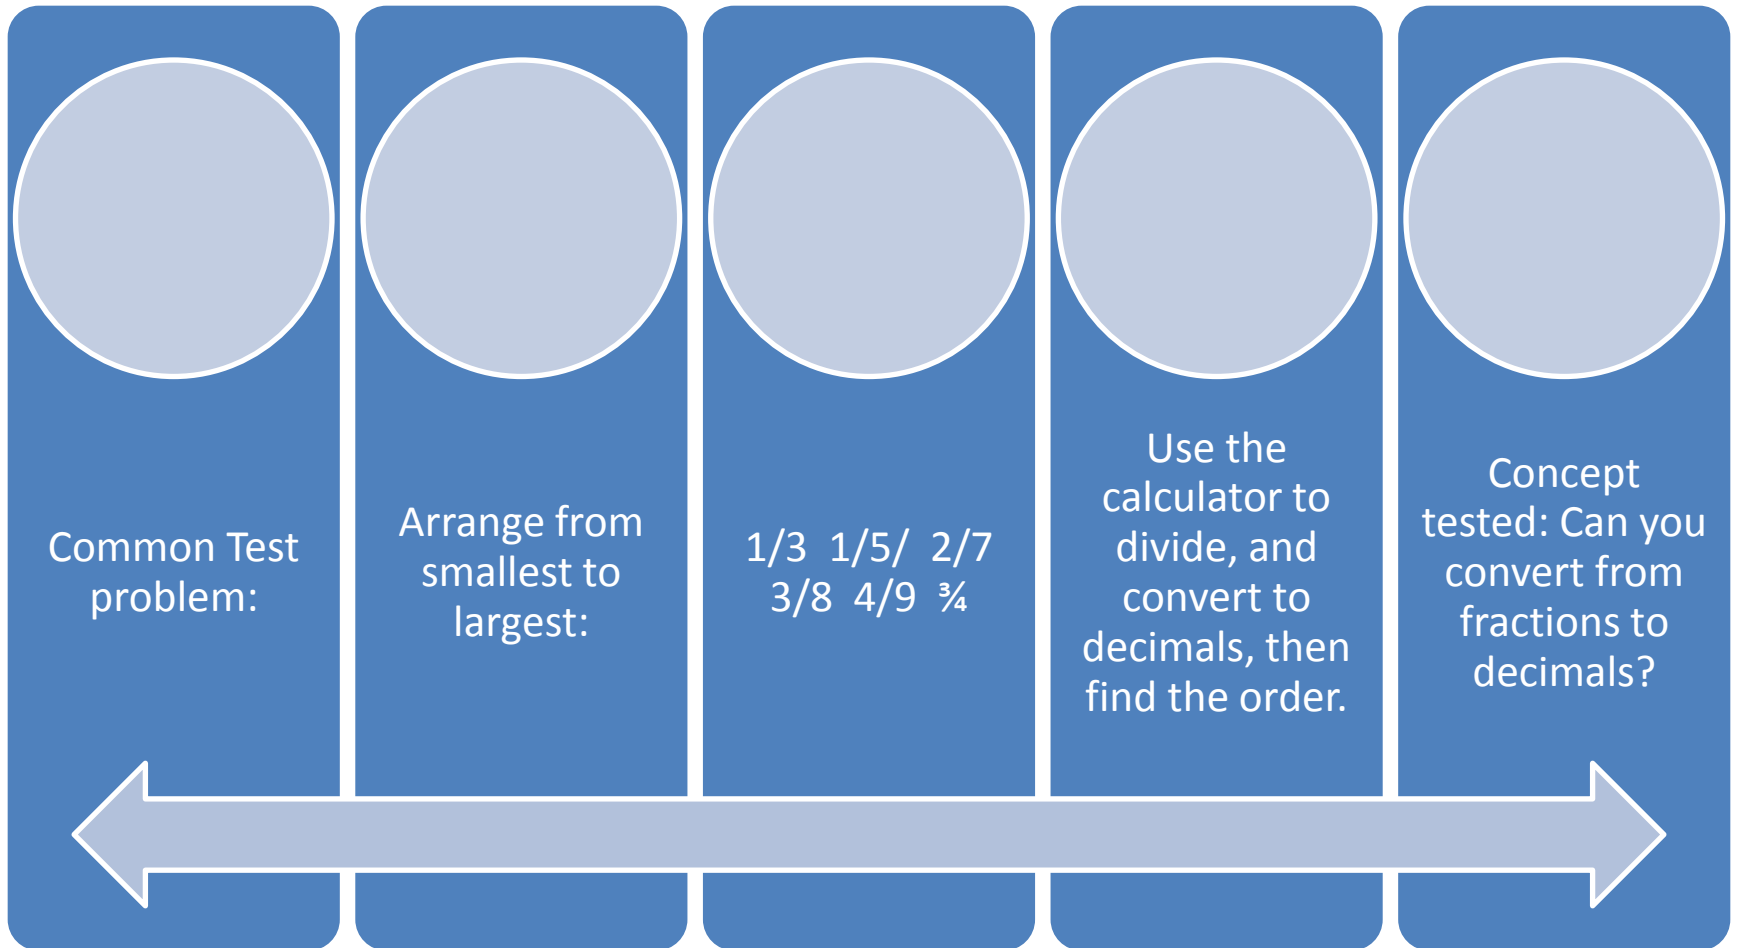 Common Test
problem:
Arrange from
smallest to
largest:
1/3 1/5/ 2/7
3/8 4/9 ¾
Use the
calculator to
divide, and
convert to
decimals, then
find the order.
Concept
tested: Can you
convert from
fractions to
decimals?